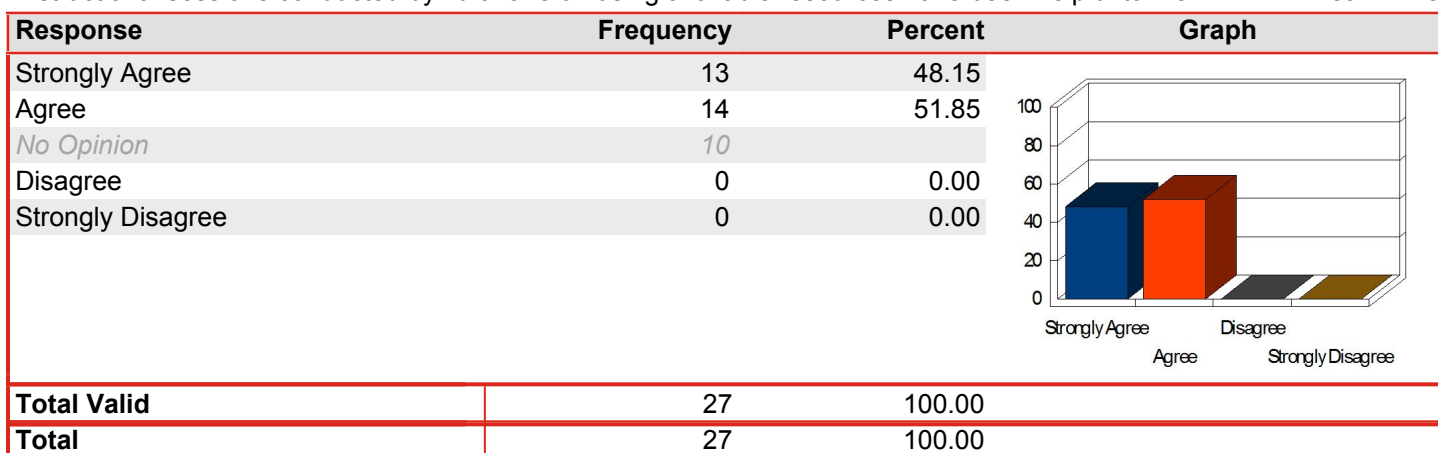 Response Frequency Percent Graph
Strongly Agree 13 48.15
Agree 14 51.85
No Opinion 10
Disagree 0 0.00
Strongly Disagree 0 0.00
100
80
60
40
20
0
Strongly Agree Disagree
Agree Strongly Disagree
Total Valid 27 100.00
Total 27 100.00